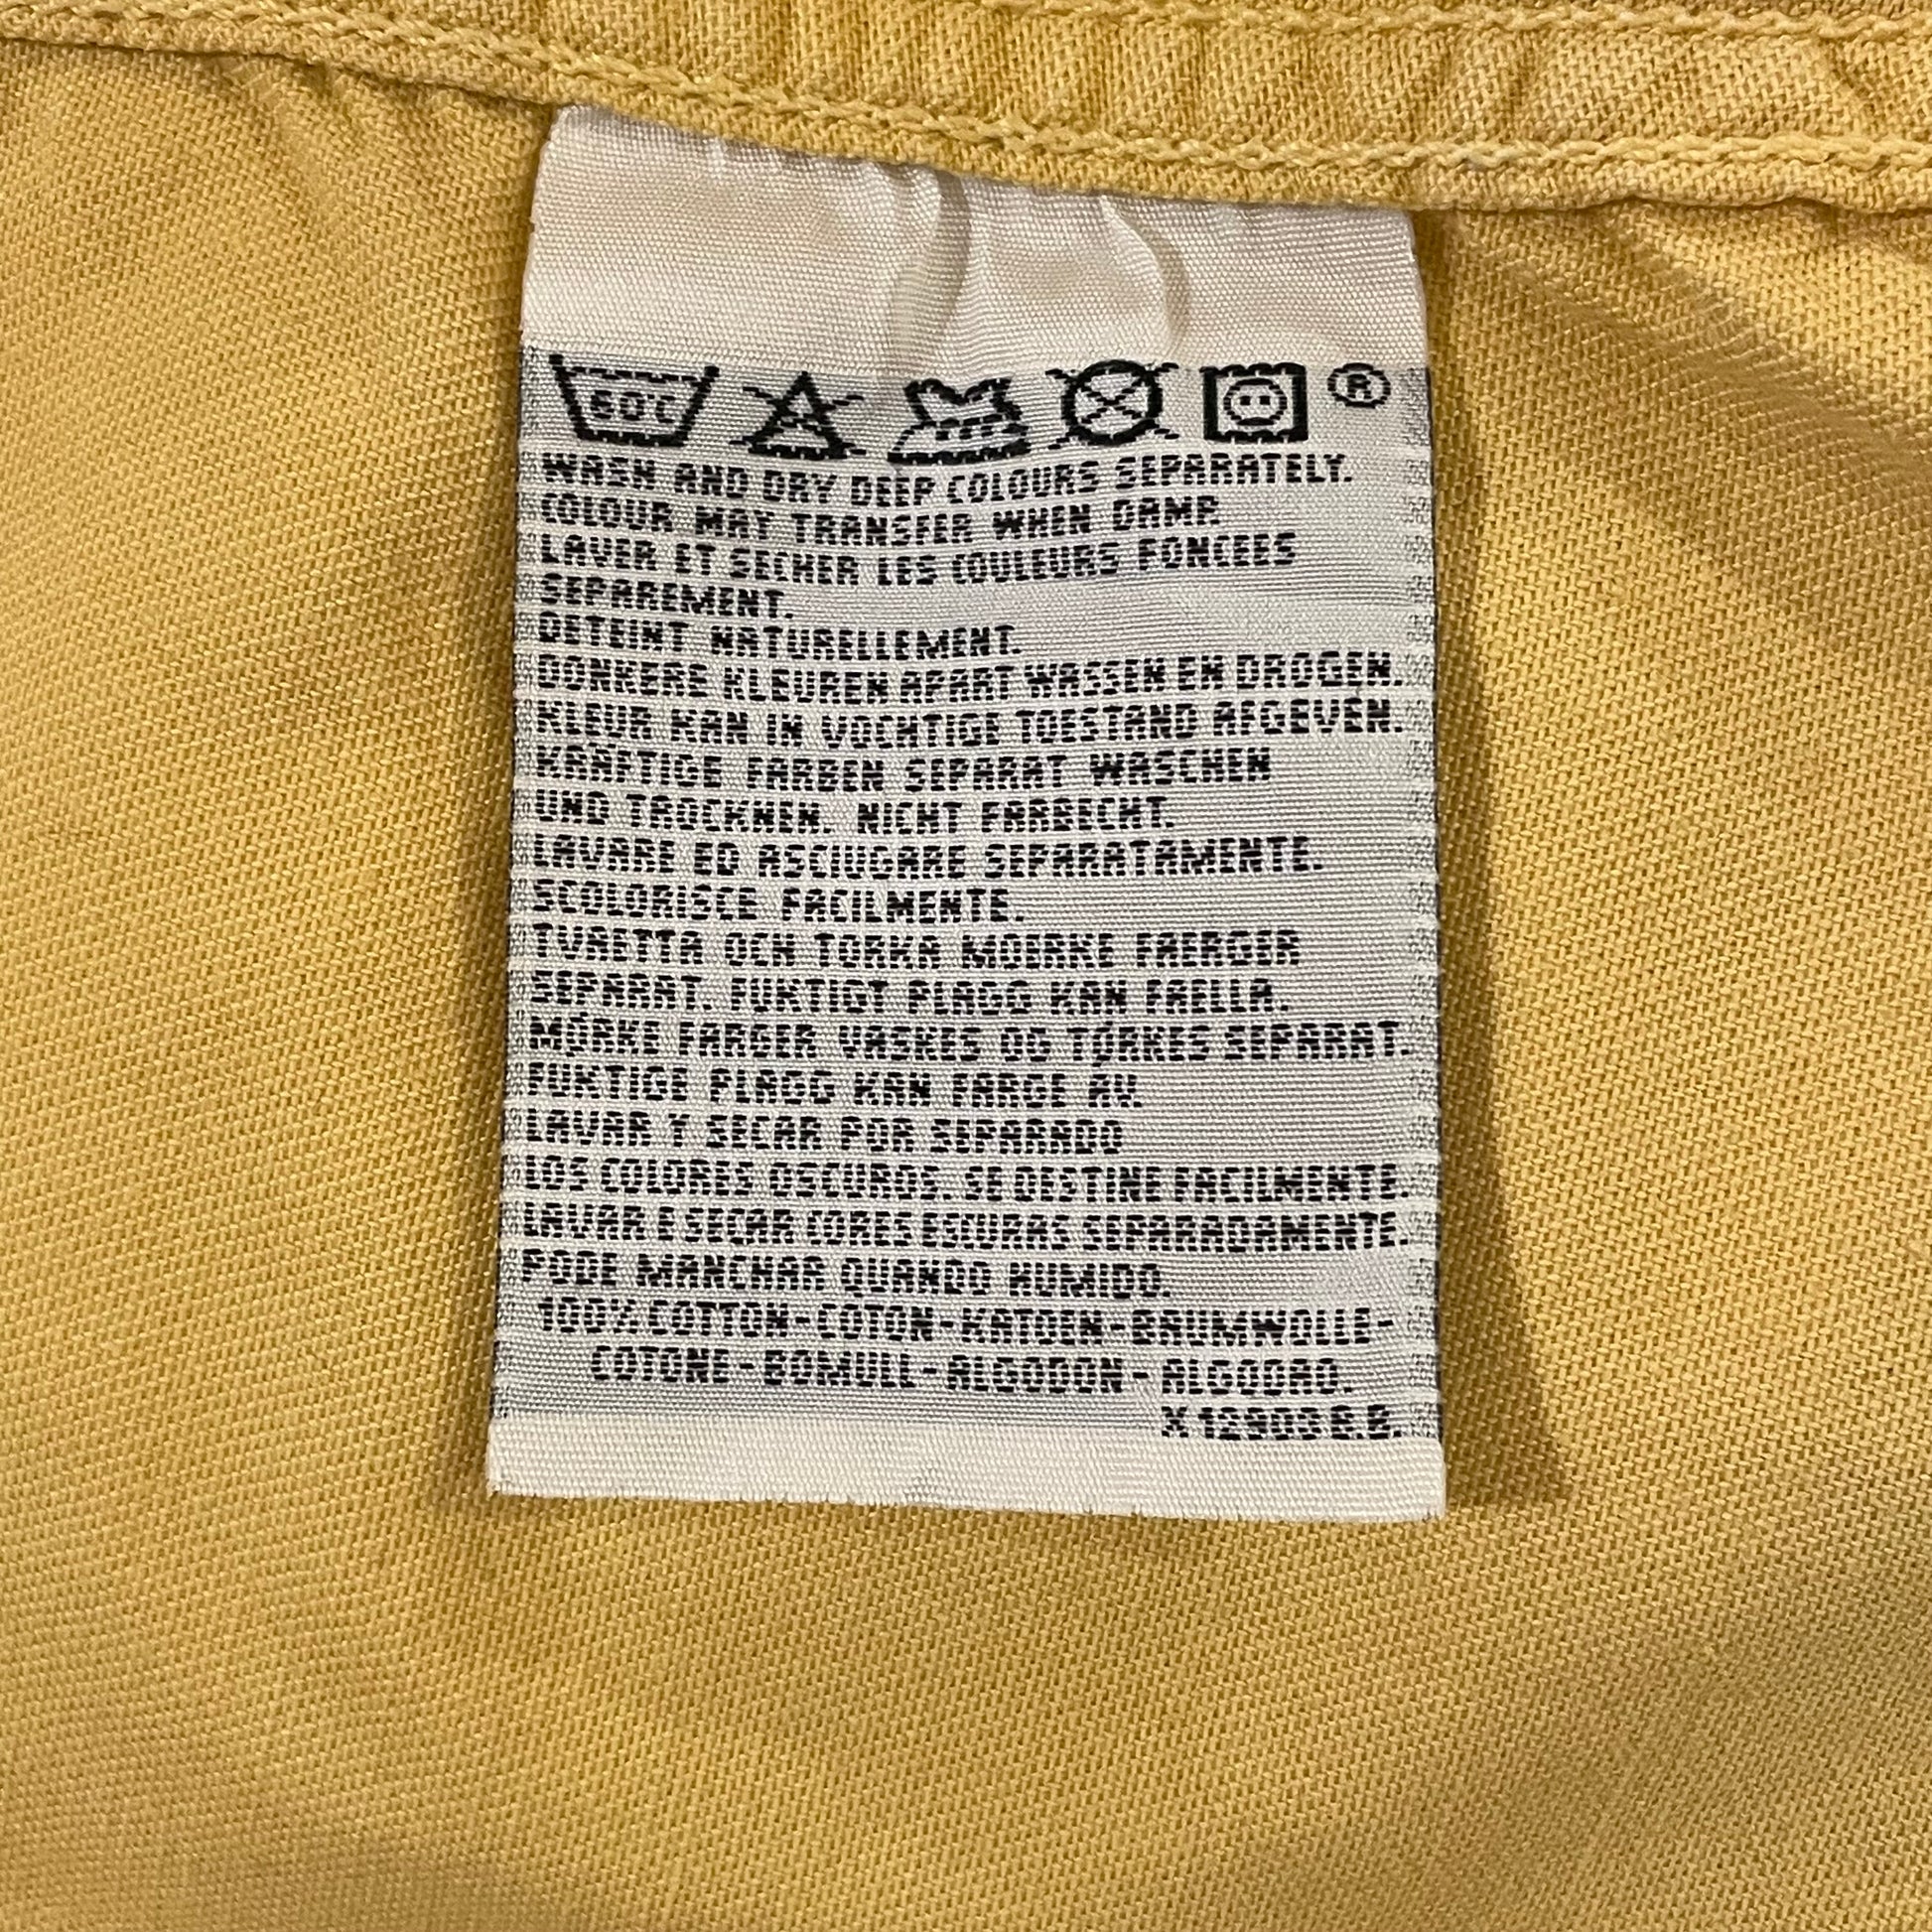 60°C ®
WASH AND DRY DEEP COLOURS SEPARATELY.
COLOUR MAY TRANSFER WHEN DAMP.
LAVER ET SECHER LES COULEURS FONCEES
SEPAREMENT.
DETEINT NATURELLEMENT.
DONKERE KLEUREN APART WASSEN EN DROGEN.
KLEUR KAN IN VOCHTIGE TOESTAND AFGEVEN.
KRÄFTIGE FARBEN SEPARAT WASCHEN
UND TROCKNEN. NICHT FARBECHT.
LAVARE ED ASCIUGARE SEPARATAMENTE.
SCOLORISCE FACILMENTE.
TVAETTA OCH TORKA MOERKE FAERGER
SEPARAT. FUKTIGT PLAGG KAN FAELLA.
MØRKE FARGER VASKES OG TØRKES SEPARAT.
FUKTIGE PLAGG KAN FARGE AV.
LAVAR Y SECAR POR SEPARADO
LOS COLORES OSCUROS. SE DESTINE FACILMENTE.
LAVAR E SECAR CORES ESCURAS SEPARADAMENTE.
PODE MANCHAR QUANDO HUMIDO.
100% COTTON-COTON-KATOEN-BAUMWOLLE-
COTONE-BOMULL-ALGODON-ALGODAO.
X 12900 B.B.